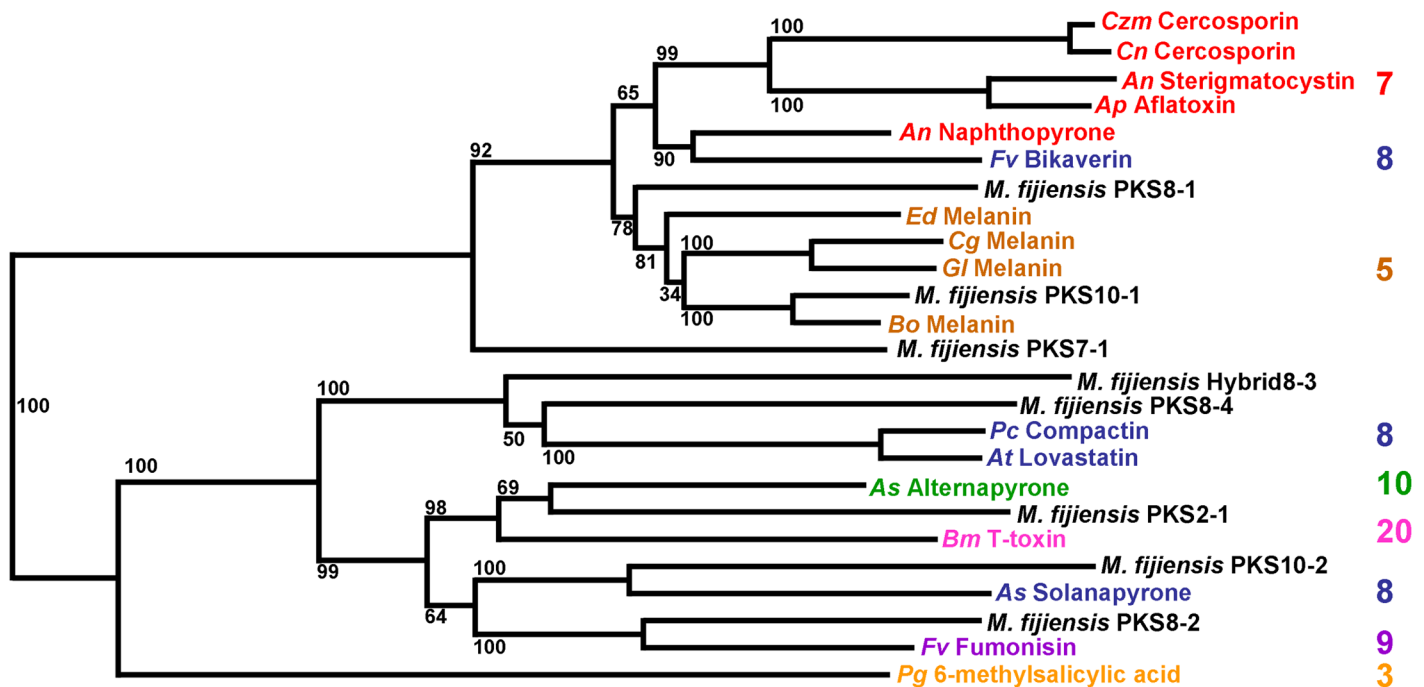 100
Czm Cercosporin
99
Cn Cercosporin
An Sterigmatocystin 7
65
100
Ap Aflatoxin
An Naphthopyrone
92
90
Fv Bikaverin 8
M. fijiensis PKS8-1
78
Ed Melanin
100
Cg Melanin
81
Gl Melanin 5
34
M. fijiensis PKS10-1
100
Bo Melanin
M. fijiensis PKS7-1
100
M. fijiensis Hybrid8-3
100
M. fijiensis PKS8-4
50
Pc Compactin 8
100
At Lovastatin
100
69
As Alternapyrone 10
98
M. fijiensis PKS2-1
Bm T-toxin 20
99
100
M. fijiensis PKS10-2
As Solanapyrone 8
64
M. fijiensis PKS8-2
100
Fv Fumonisin 9
Pg 6-methylsalicylic acid 3